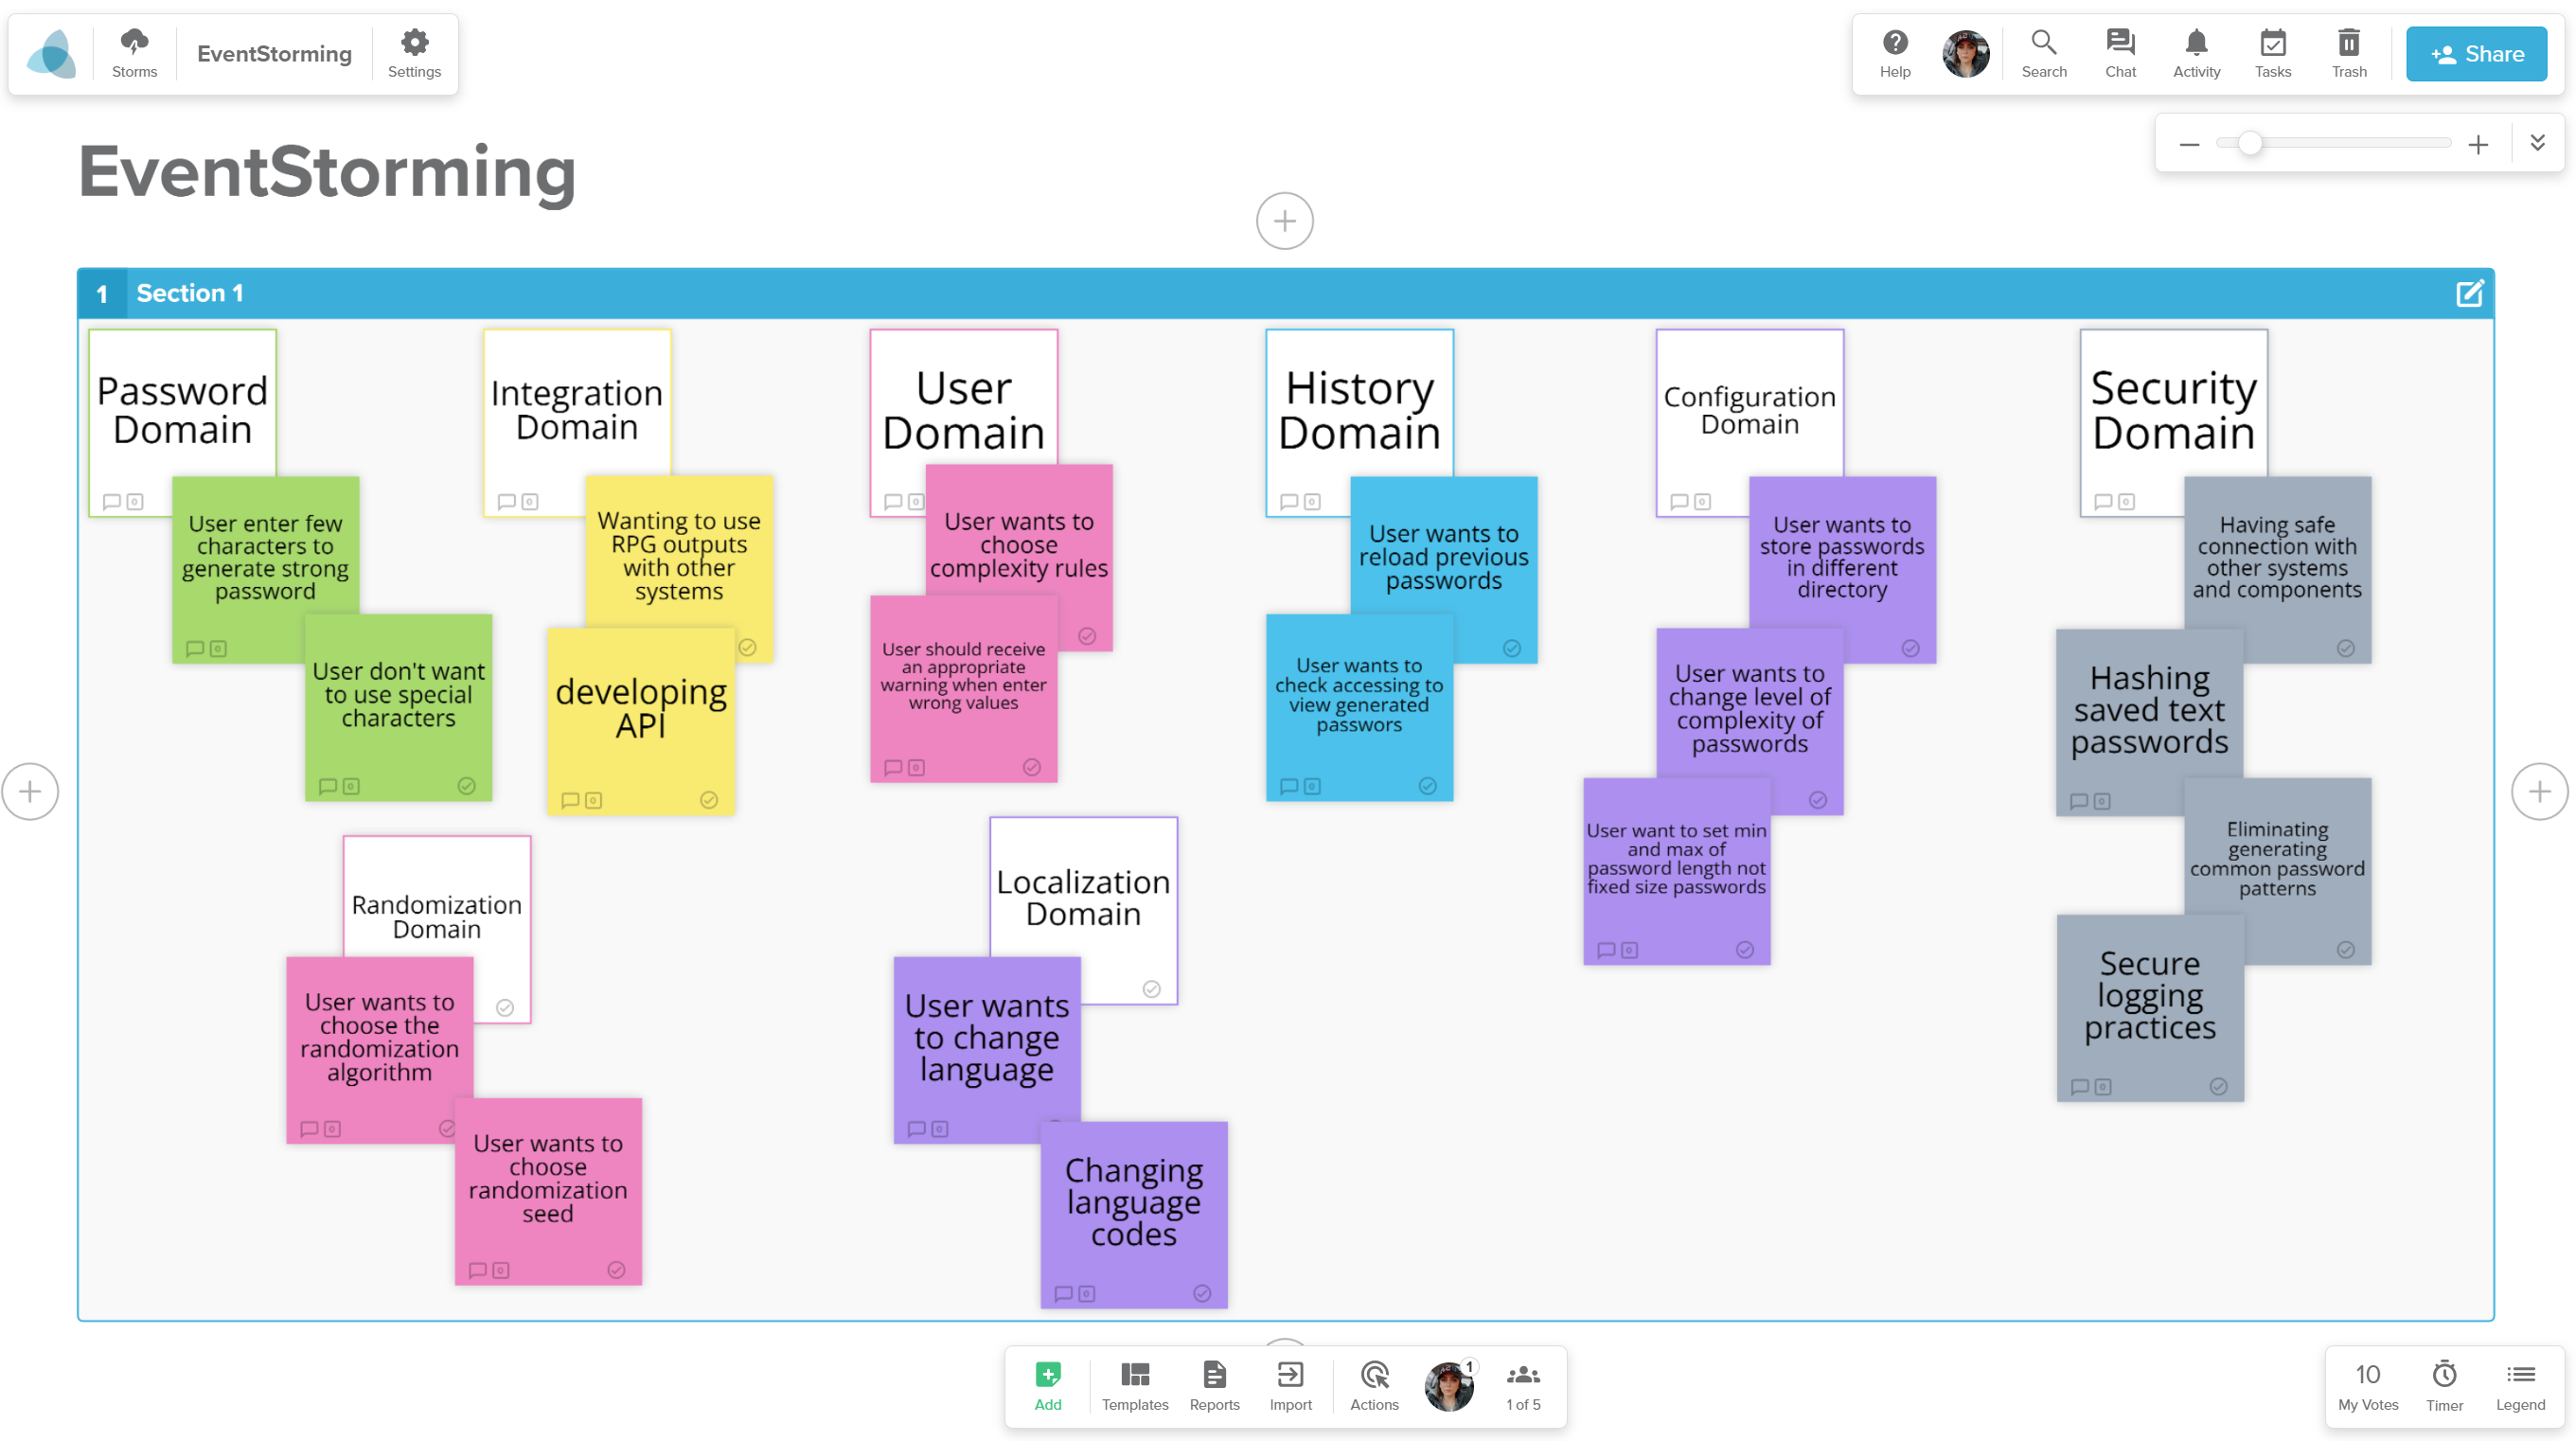 Storms
EventStorming
Settings
Help
Search
Chat
Activity
Tasks
Trash
Share
EventStorming
1 Section 1
Password
Domain
User enter few
characters to
generate strong
password
User don't want
to use special
characters
Integration
Domain
Wanting to use
RPG outputs
with other
systems
developing
API
User
Domain
User wants to
choose
complexity rules
User should receive
an appropriate
warning when enter
wrong values
History
Domain
User wants to
reload previous
passwords
User wants to
check accessing to
view generated
passwors
Configuration
Domain
User wants to
store passwords
in different
directory
User wants to
change level of
complexity of
passwords
User want to set min
and max of
password length not
fixed size passwords
Security
Domain
Having safe
connection with
other systems
and components
Hashing
saved text
passwords
Eliminating
generating
common password
patterns
Secure
logging
practices
Randomization
Domain
User wants to
choose the
randomization
algorithm
User wants to
choose
randomization
seed
Localization
Domain
User wants
to change
language
Changing
language
codes
Add
Templates
Reports
Import
Actions
1
1 of 5
10
My Votes
Timer
Legend